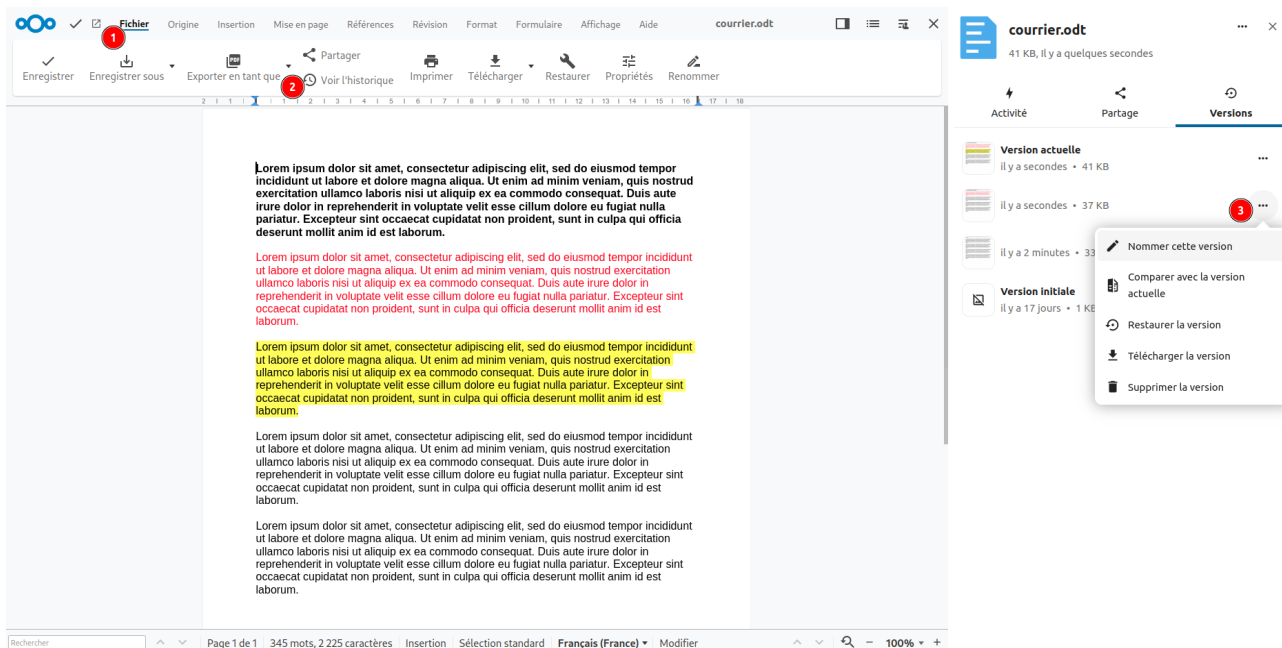 Fichier Origine Insertion Mise en page Références Révision Format Formulaire Affichage Aide courrier.odt
1
Enregistrer Enregistrer sous Exporter en tant que Partager Imprimer Télécharger Restaurer Propriétés Renommer
PDF
2 Voir l'historique
2 1 1 1 2 3 4 5 6 7 8 9 10 11 12 13 14 15 16 17 18
Lorem ipsum dolor sit amet, consectetur adipiscing elit, sed do eiusmod tempor
incididunt ut labore et dolore magna aliqua. Ut enim ad minim veniam, quis nostrud
exercitation ullamco laboris nisi ut aliquip ex ea commodo consequat. Duis aute
irure dolor in reprehenderit in voluptate velit esse cillum dolore eu fugiat nulla
pariatur. Excepteur sint occaecat cupidatat non proident, sunt in culpa qui officia
deserunt mollit anim id est laborum.
Lorem ipsum dolor sit amet, consectetur adipiscing elit, sed do eiusmod tempor incididunt
ut labore et dolore magna aliqua. Ut enim ad minim veniam, quis nostrud exercitation
ullamco laboris nisi ut aliquip ex ea commodo consequat. Duis aute irure dolor in
reprehenderit in voluptate velit esse cillum dolore eu fugiat nulla pariatur. Excepteur sint
occaecat cupidatat non proident, sunt in culpa qui officia deserunt mollit anim id est
laborum.
Lorem ipsum dolor sit amet, consectetur adipiscing elit, sed do eiusmod tempor incididunt
ut labore et dolore magna aliqua. Ut enim ad minim veniam, quis nostrud exercitation
ullamco laboris nisi ut aliquip ex ea commodo consequat. Duis aute irure dolor in
reprehenderit in voluptate velit esse cillum dolore eu fugiat nulla pariatur. Excepteur sint
occaecat cupidatat non proident, sunt in culpa qui officia deserunt mollit anim id est
laborum.
Lorem ipsum dolor sit amet, consectetur adipiscing elit, sed do eiusmod tempor incididunt
ut labore et dolore magna aliqua. Ut enim ad minim veniam, quis nostrud exercitation
ullamco laboris nisi ut aliquip ex ea commodo consequat. Duis aute irure dolor in
reprehenderit in voluptate velit esse cillum dolore eu fugiat nulla pariatur. Excepteur sint
occaecat cupidatat non proident, sunt in culpa qui officia deserunt mollit anim id est
laborum.
Lorem ipsum dolor sit amet, consectetur adipiscing elit, sed do eiusmod tempor incididunt
ut labore et dolore magna aliqua. Ut enim ad minim veniam, quis nostrud exercitation
ullamco laboris nisi ut aliquip ex ea commodo consequat. Duis aute irure dolor in
reprehenderit in voluptate velit esse cillum dolore eu fugiat nulla pariatur. Excepteur sint
occaecat cupidatat non proident, sunt in culpa qui officia deserunt mollit anim id est
laborum.
Rechercher Page 1 de 1 345 mots, 2 225 caractères Insertion Sélection standard Français (France) Modifier 100%
courrier.odt
41 KB, Il y a quelques secondes
Activité Partage Versions
Version actuelle
il y a secondes • 41 KB
il y a secondes • 37 KB
3
il y a 2 minutes • 33
Version initiale
il y a 17 jours • 1 KB
Nommer cette version
Comparer avec la version
actuelle
Restaurer la version
Télécharger la version
Supprimer la version